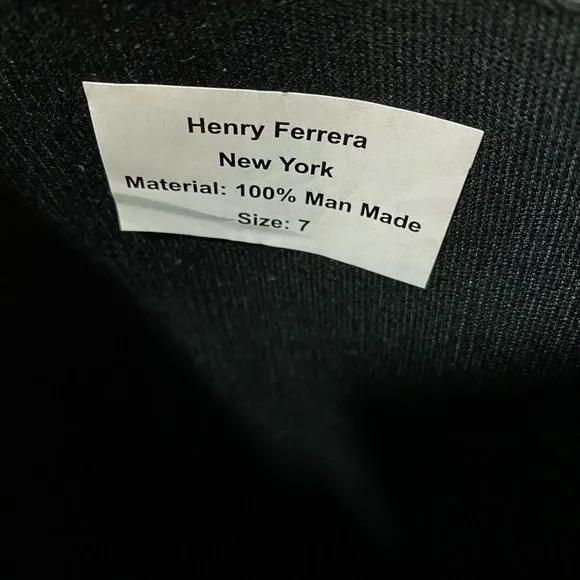 Henry Ferrera
New York
Material: 100% Man Made
Size: 7